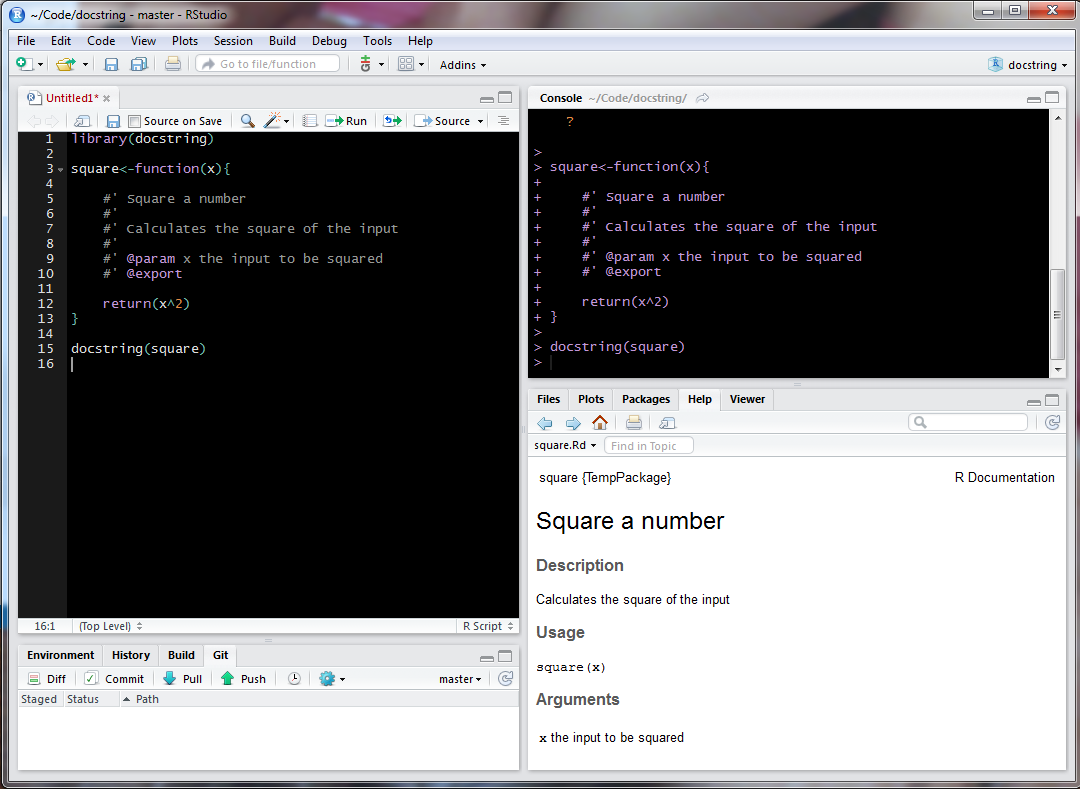 ~/Code/docstring - master - RStudio
File Edit Code View Plots Session Build Debug Tools Help
Go to file/function Addins docstring
Untitled1*
Source on Save Run Source
1 library(docstring)
2
3 square<-function(x){
4
5 #' Square a number
6 #'
7 #' Calculates the square of the input
8 #'
9 #' @param x the input to be squared
10 #' @export
11
12 return(x^2)
13 }
14
15 docstring(square)
16
16:1 (Top Level) R Script
Environment History Build Git
Diff Commit Pull Push master
Staged Status Path
Console ~/Code/docstring/
?
>
> square<-function(x){
+
+ #' Square a number
+ #'
+ #' Calculates the square of the input
+ #'
+ #' @param x the input to be squared
+ #' @export
+
+ return(x^2)
+ }
>
> docstring(square)
>
Files Plots Packages Help Viewer
square.Rd Find in Topic
square {TempPackage} R Documentation
Square a number
Description
Calculates the square of the input
Usage
square(x)
Arguments
x the input to be squared